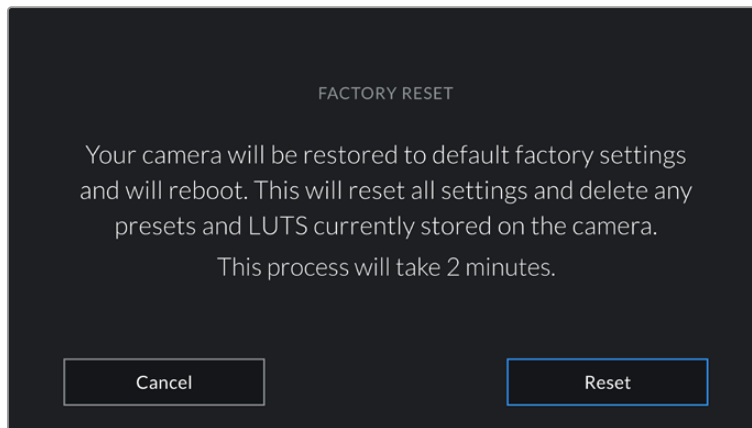 FACTORY RESET
Your camera will be restored to default factory settings
and will reboot. This will reset all settings and delete any
presets and LUTS currently stored on the camera.
This process will take 2 minutes.
Cancel
Reset